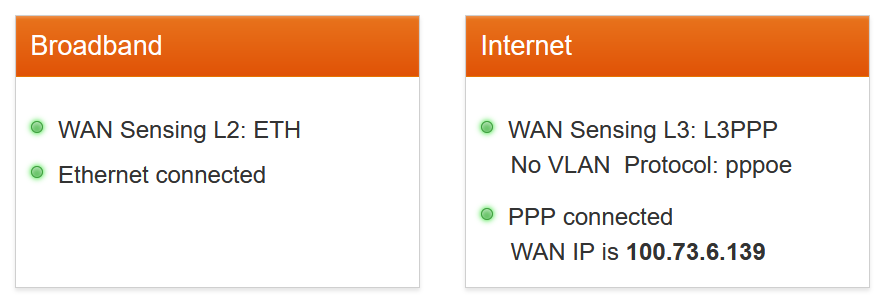 Broadband
WAN Sensing L2: ETH
Ethernet connected
Internet
WAN Sensing L3: L3PPP
No VLAN  Protocol: pppoe
PPP connected
WAN IP is 100.73.6.139